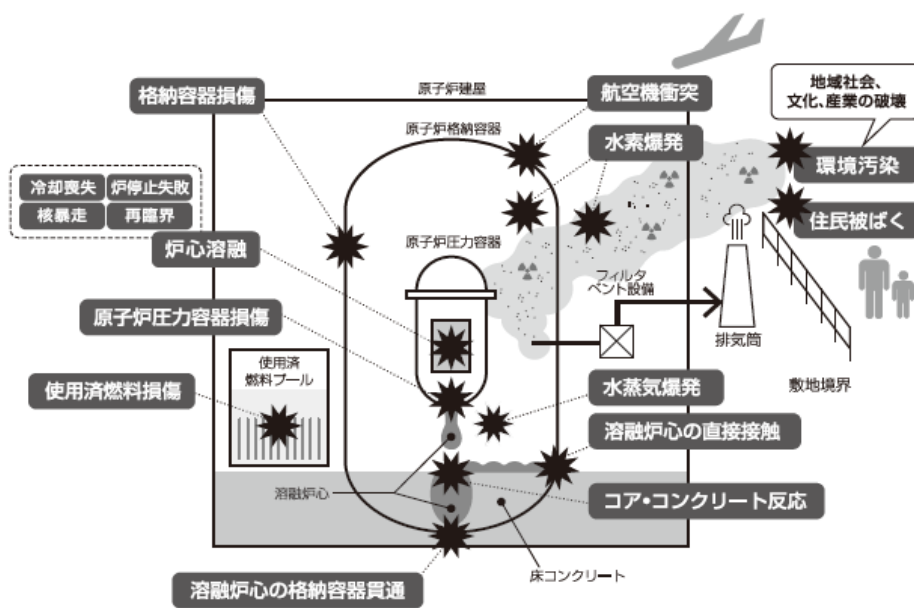 格納容器損傷
原子炉建屋
航空機衝突
地域社会、
文化、産業の破壊
原子炉格納容器
水素爆発
環境汚染
冷却喪失
炉停止失敗
核暴走
再臨界
住民被ばく
炉心溶融
原子炉圧力容器
フィルタ
ベント設備
原子炉圧力容器損傷
排気筒
使用済
燃料プール
敷地境界
使用済燃料損傷
水蒸気爆発
溶融炉心の直接接触
溶融炉心
コア・コンクリート反応
床コンクリート
溶融炉心の格納容器貫通